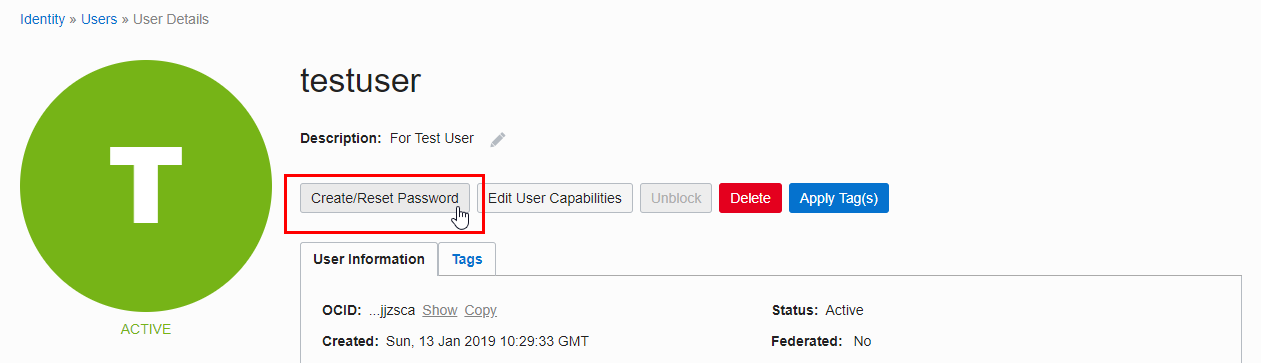 Identity » Users » User Details
testuser
T
Description: For Test User
Create/Reset Password Edit User Capabilities Unblock Delete Apply Tag(s)
User Information Tags
OCID: ...jjzsca Show Copy Status: Active
Created: Sun, 13 Jan 2019 10:29:33 GMT Federated: No
ACTIVE